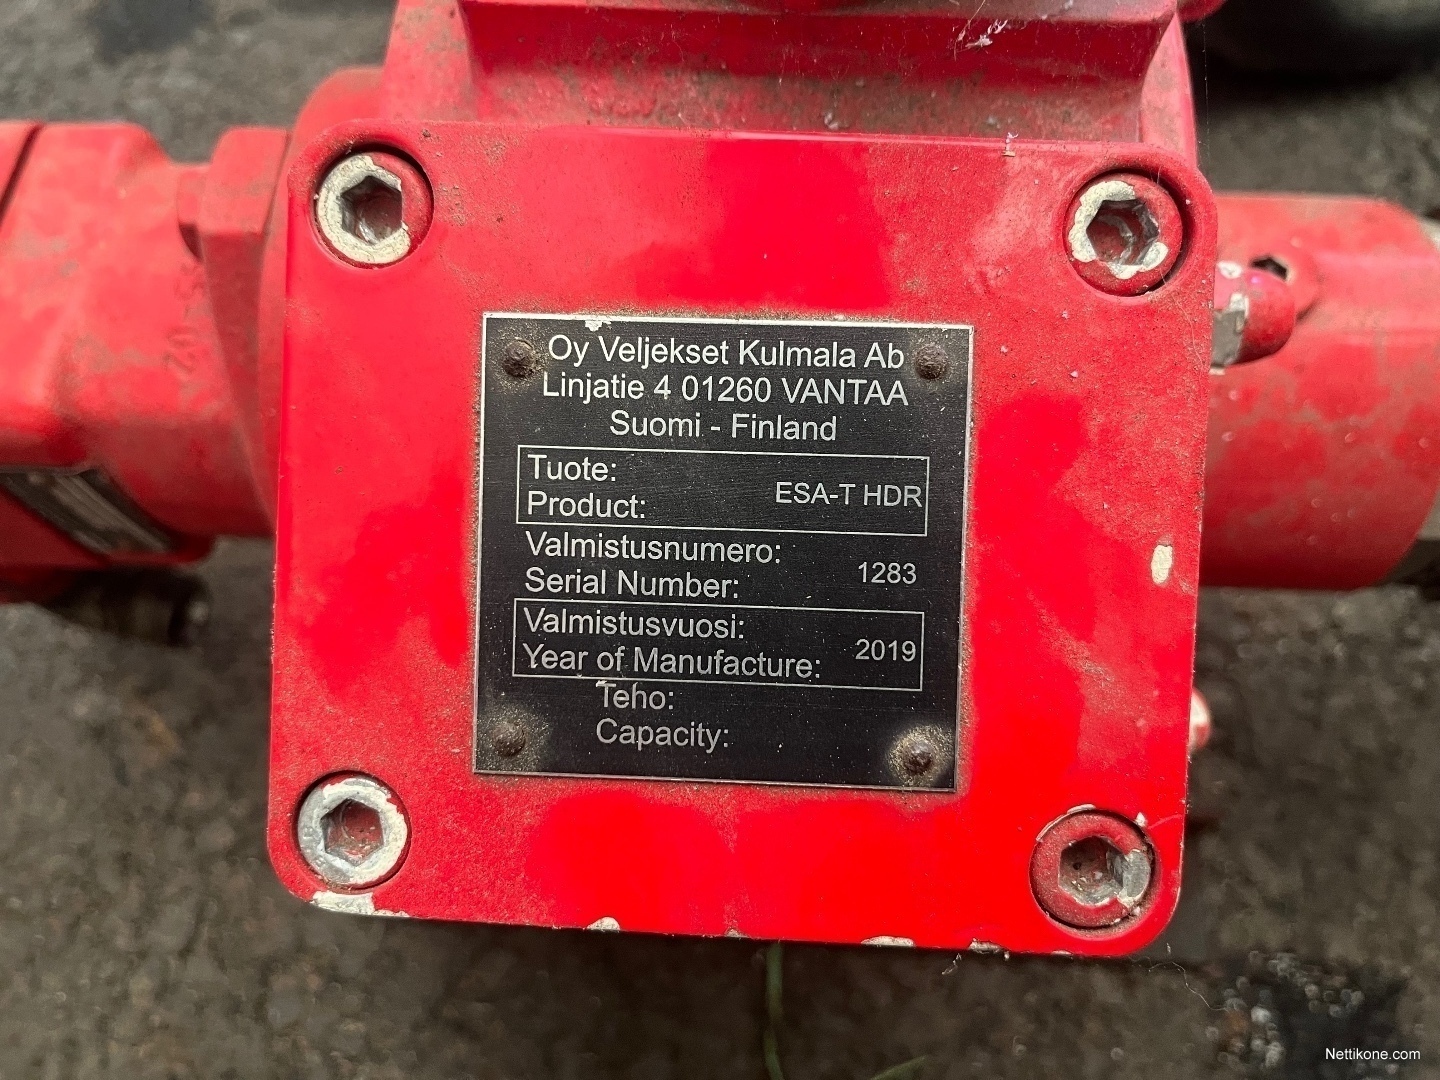 Oy Veljekset Kulmala Ab
Linjatie 4 01260 VANTAA
Suomi - Finland
Tuote:
Product: ESA-T HDR
Valmistusnumero:
Serial Number: 1283
Valmistusvuosi:
Year of Manufacture: 2019
Teho:
Capacity:
Nettikone.com